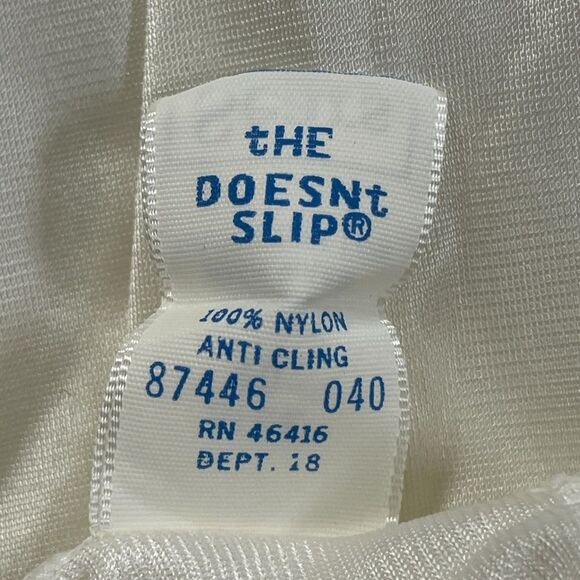 tHE
DOESNt
SLIP®
100% NYLON
ANTI CLING
87446 040
RN 46416
DEPT. 18